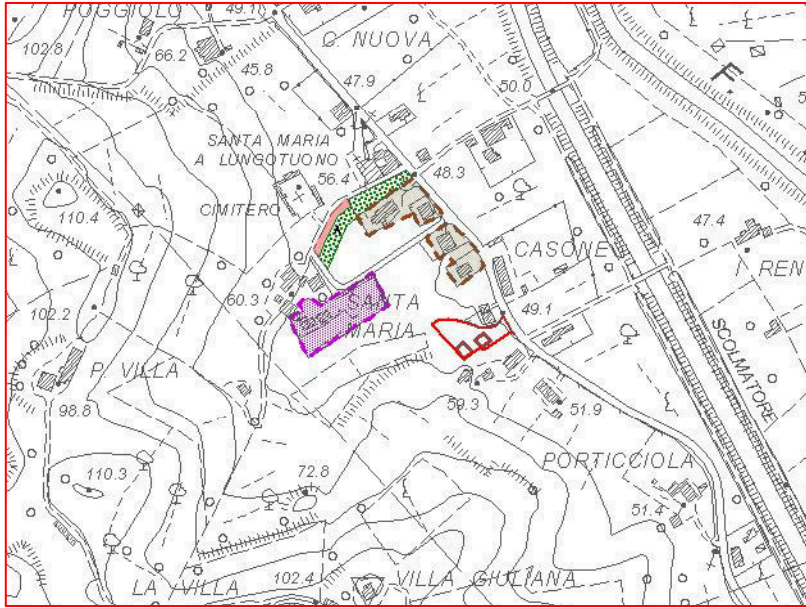 POGGIOLO
49.1
C. NUOVA
102.8
66.2
45.8
47.9
50.0
F
5
SANTA MARIA
A LUNGOTUONO
56.4
48.3
CIMITERO
110.4
A
47.4
CASONE
I REN
60.3
SANTA
MARIA
49.1
102.2
SCOLMATORE
P. VILLA
59.3
51.9
98.8
PORTICCIOLA
110.3
72.8
51.4
LA VILLA
102.4
VILLA GIULIANA